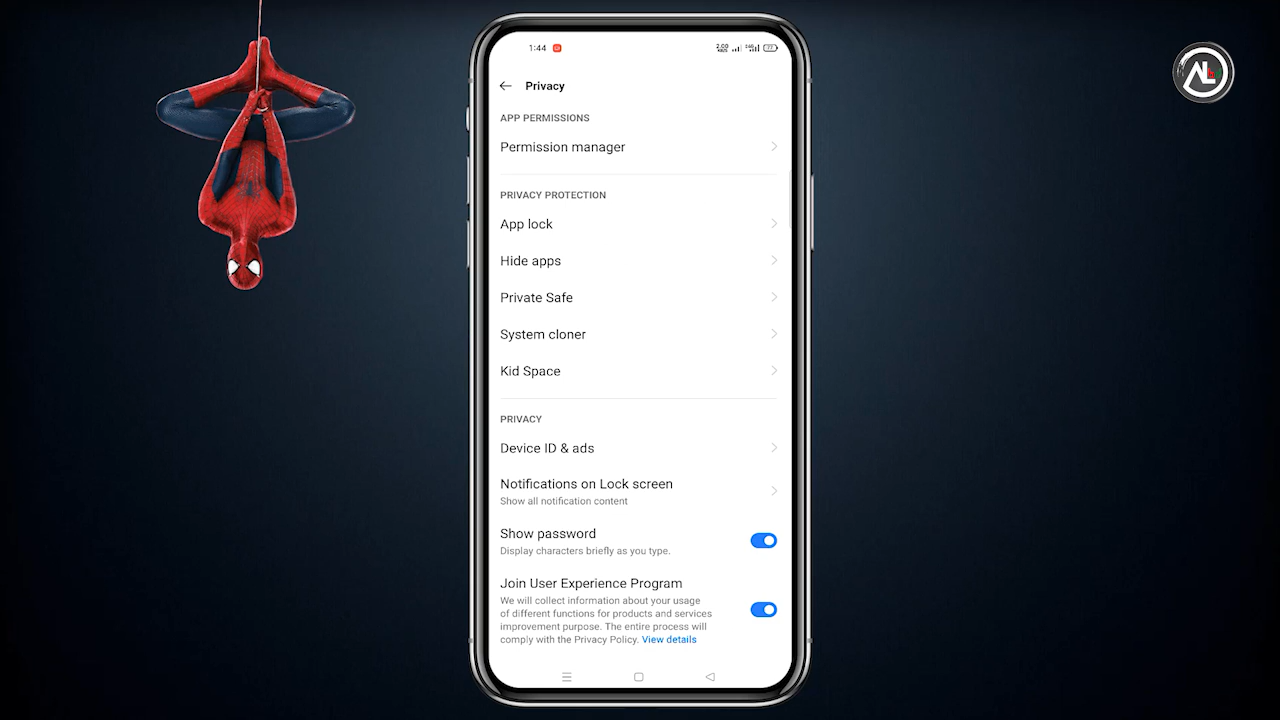 1:44
Privacy
APP PERMISSIONS
Permission manager
PRIVACY PROTECTION
App lock
Hide apps
Private Safe
System cloner
Kid Space
PRIVACY
Device ID & ads
Notifications on Lock screen
Show all notification content
Show password
Display characters briefly as you type.
Join User Experience Program
We will collect information about your usage
of different functions for products and services
improvement purpose. The entire process will
comply with the Privacy Policy. View details